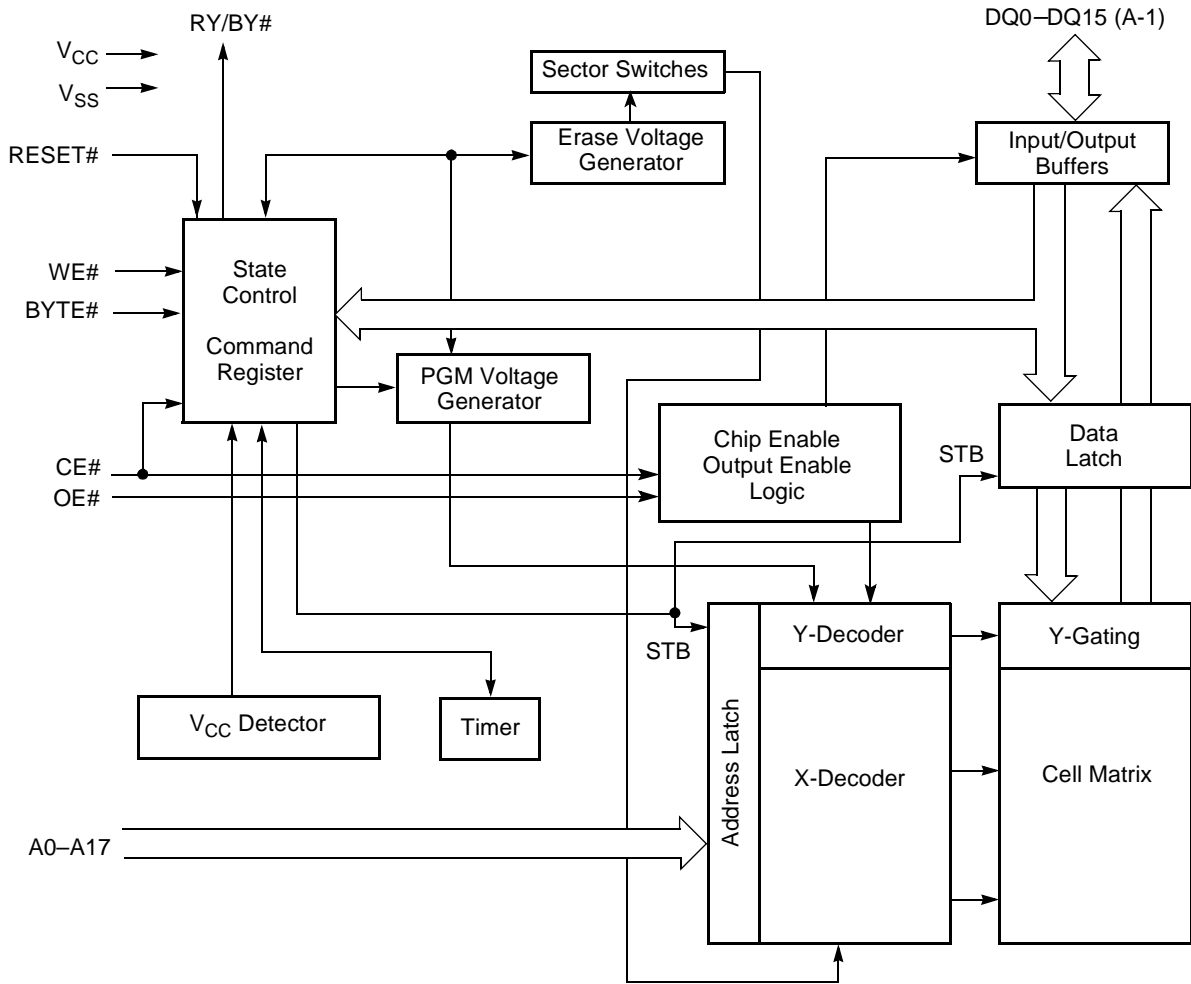 RY/BY#
DQ0–DQ15 (A-1)
VCC
VSS
Sector Switches
Erase Voltage
Generator
Input/Output
Buffers
RESET#
WE#
BYTE#
State
Control
Command
Register
PGM Voltage
Generator
Chip Enable
Output Enable
Logic
STB
Data
Latch
CE#
OE#
STB
Y-Decoder
Y-Gating
VCC Detector
Timer
Address Latch
X-Decoder
Cell Matrix
A0–A17